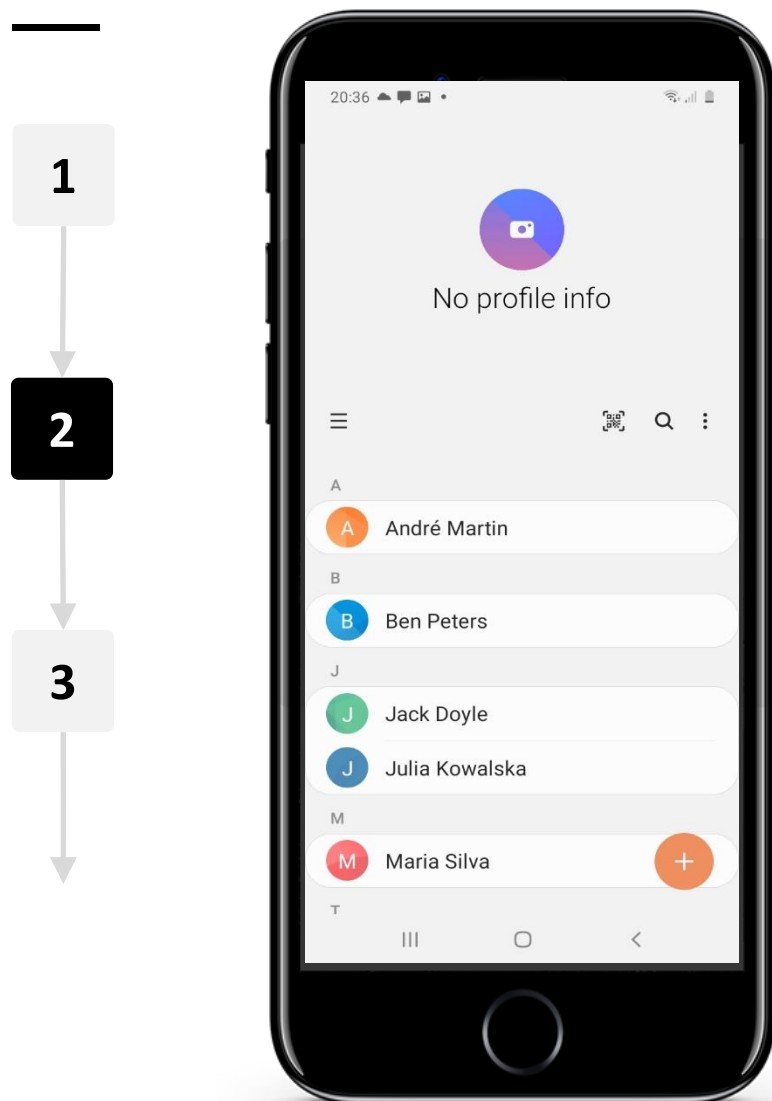 1
2
3
20:36
No profile info
A
A André Martin
B
B Ben Peters
J
J Jack Doyle
J Julia Kowalska
M
M Maria Silva
T